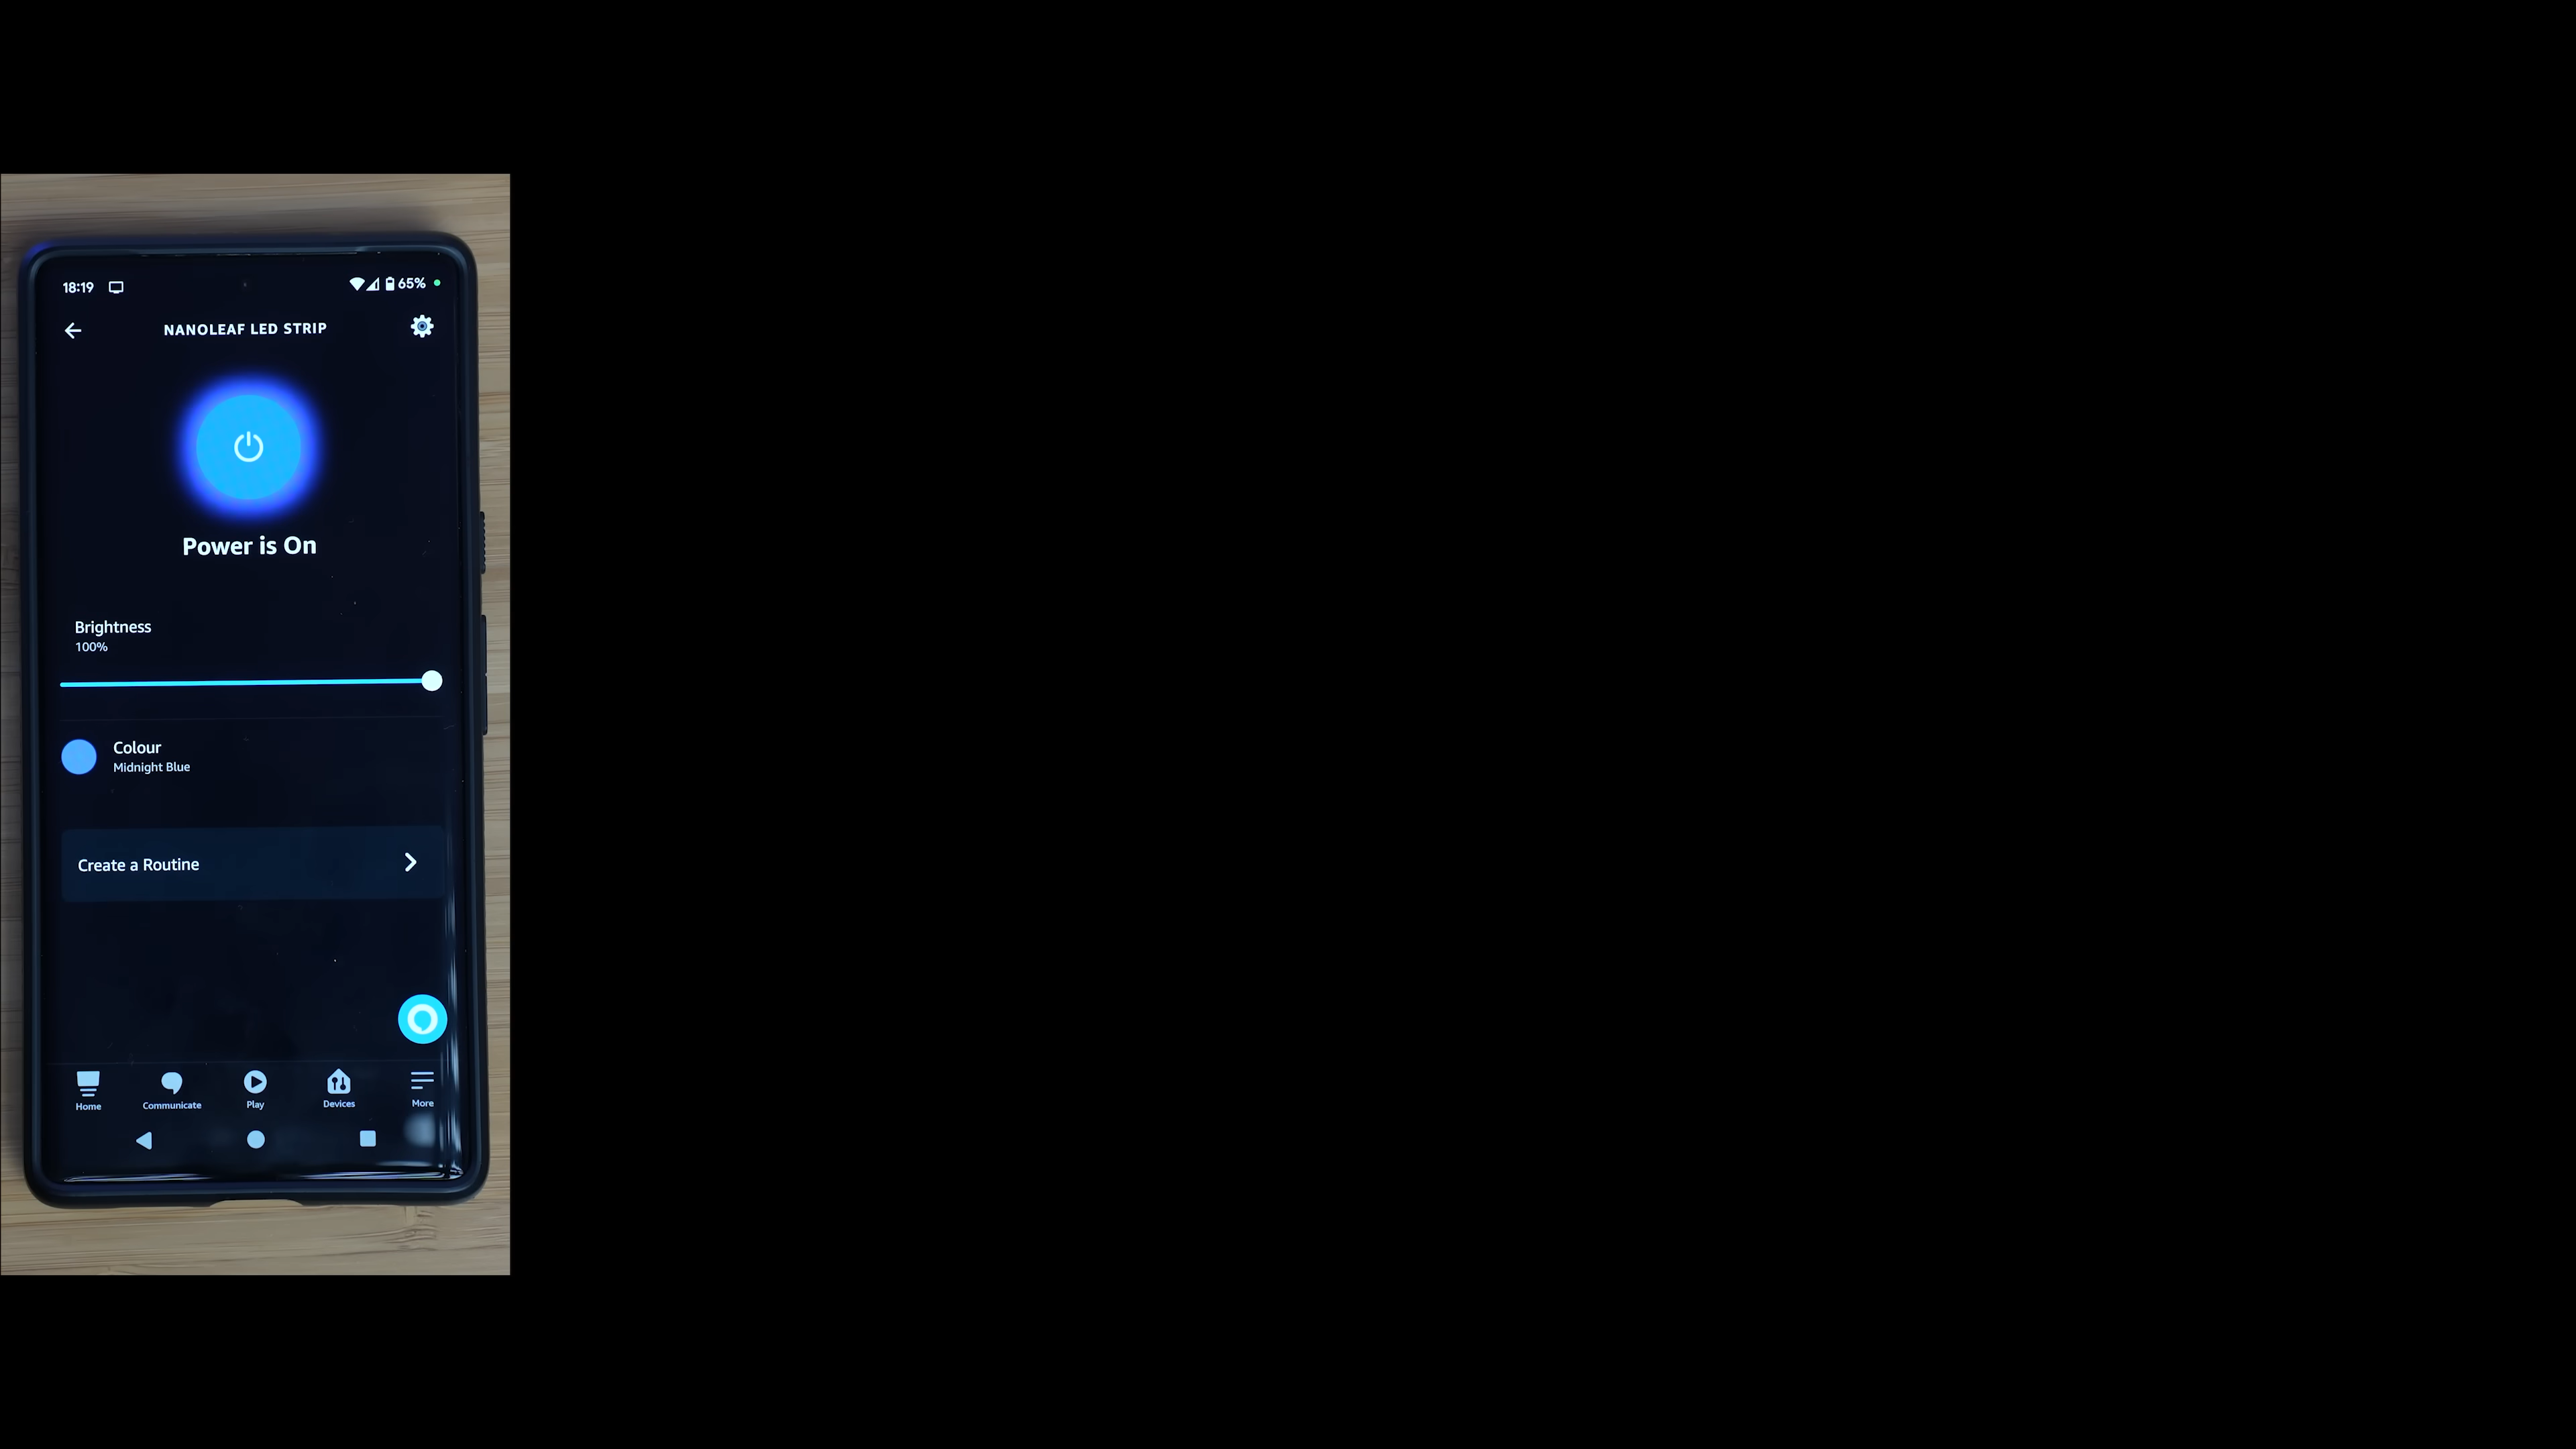 18:19
65%
NANOLEAF LED STRIP
Power is On
Brightness
100%
Colour
Midnight Blue
Create a Routine
Home Communicate Play Devices More